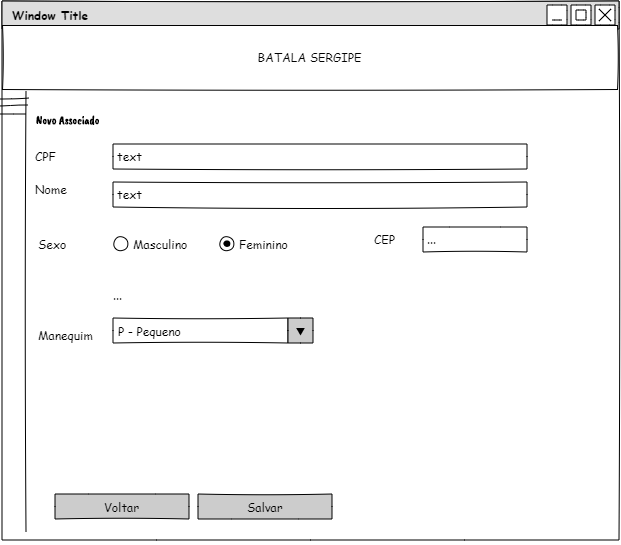 Window Title
BATALA SERGIPE
Novo Associado
CPF text
Nome text
Sexo Masculino Feminino CEP ...
...
Manequim P - Pequeno
Voltar Salvar